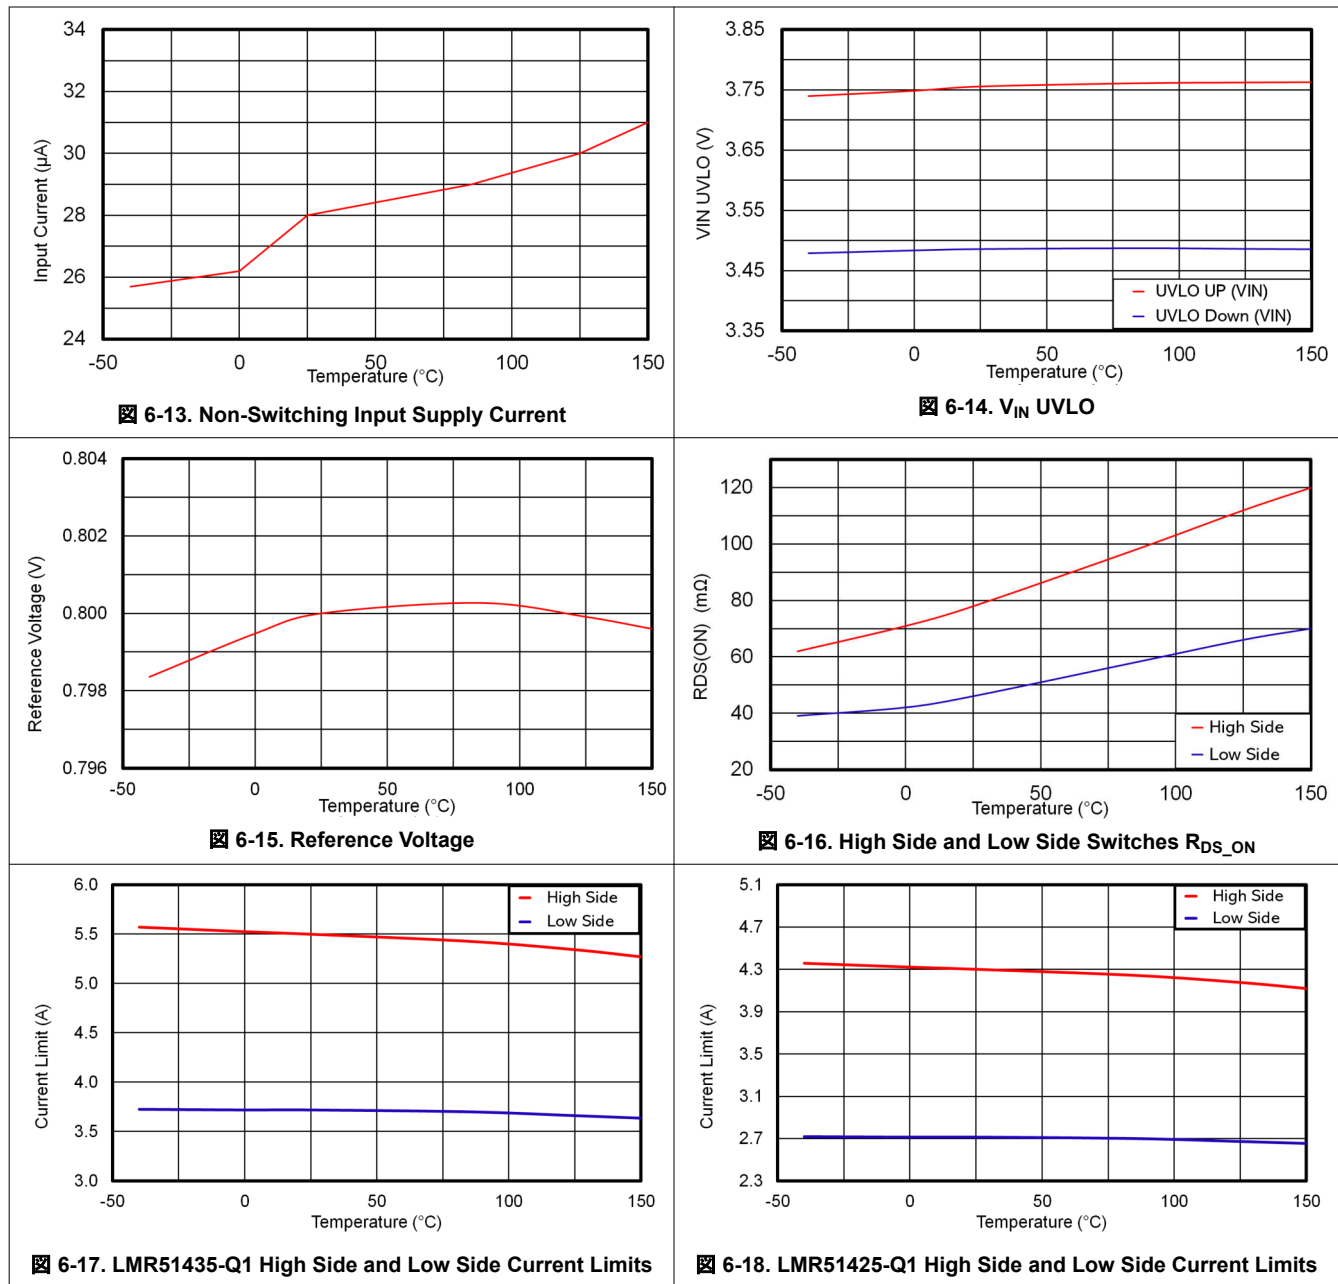 34
32
30
28
26
24
Input Current (µA)
-50 0 50 100 150
Temperature (°C)
図 6-13. Non-Switching Input Supply Current
3.85
3.75
3.65
3.55
3.45
3.35
VIN UVLO (V)
UVLO UP (VIN)
UVLO Down (VIN)
-50 0 50 100 150
Temperature (°C)
図 6-14. VIN UVLO
0.804
0.802
0.800
0.798
0.796
Reference Voltage (V)
-50 0 50 100 150
Temperature (°C)
図 6-15. Reference Voltage
120
100
80
60
40
20
RDS(ON) (mΩ)
High Side
Low Side
-50 0 50 100 150
Temperature (°C)
図 6-16. High Side and Low Side Switches RDS_ON
6.0
5.5
5.0
4.5
4.0
3.5
3.0
Current Limit (A)
High Side
Low Side
-50 0 50 100 150
Temperature (°C)
図 6-17. LMR51435-Q1 High Side and Low Side Current Limits
5.1
4.7
4.3
3.9
3.5
3.1
2.7
2.3
Current Limit (A)
High Side
Low Side
-50 0 50 100 150
Temperature (°C)
図 6-18. LMR51425-Q1 High Side and Low Side Current Limits